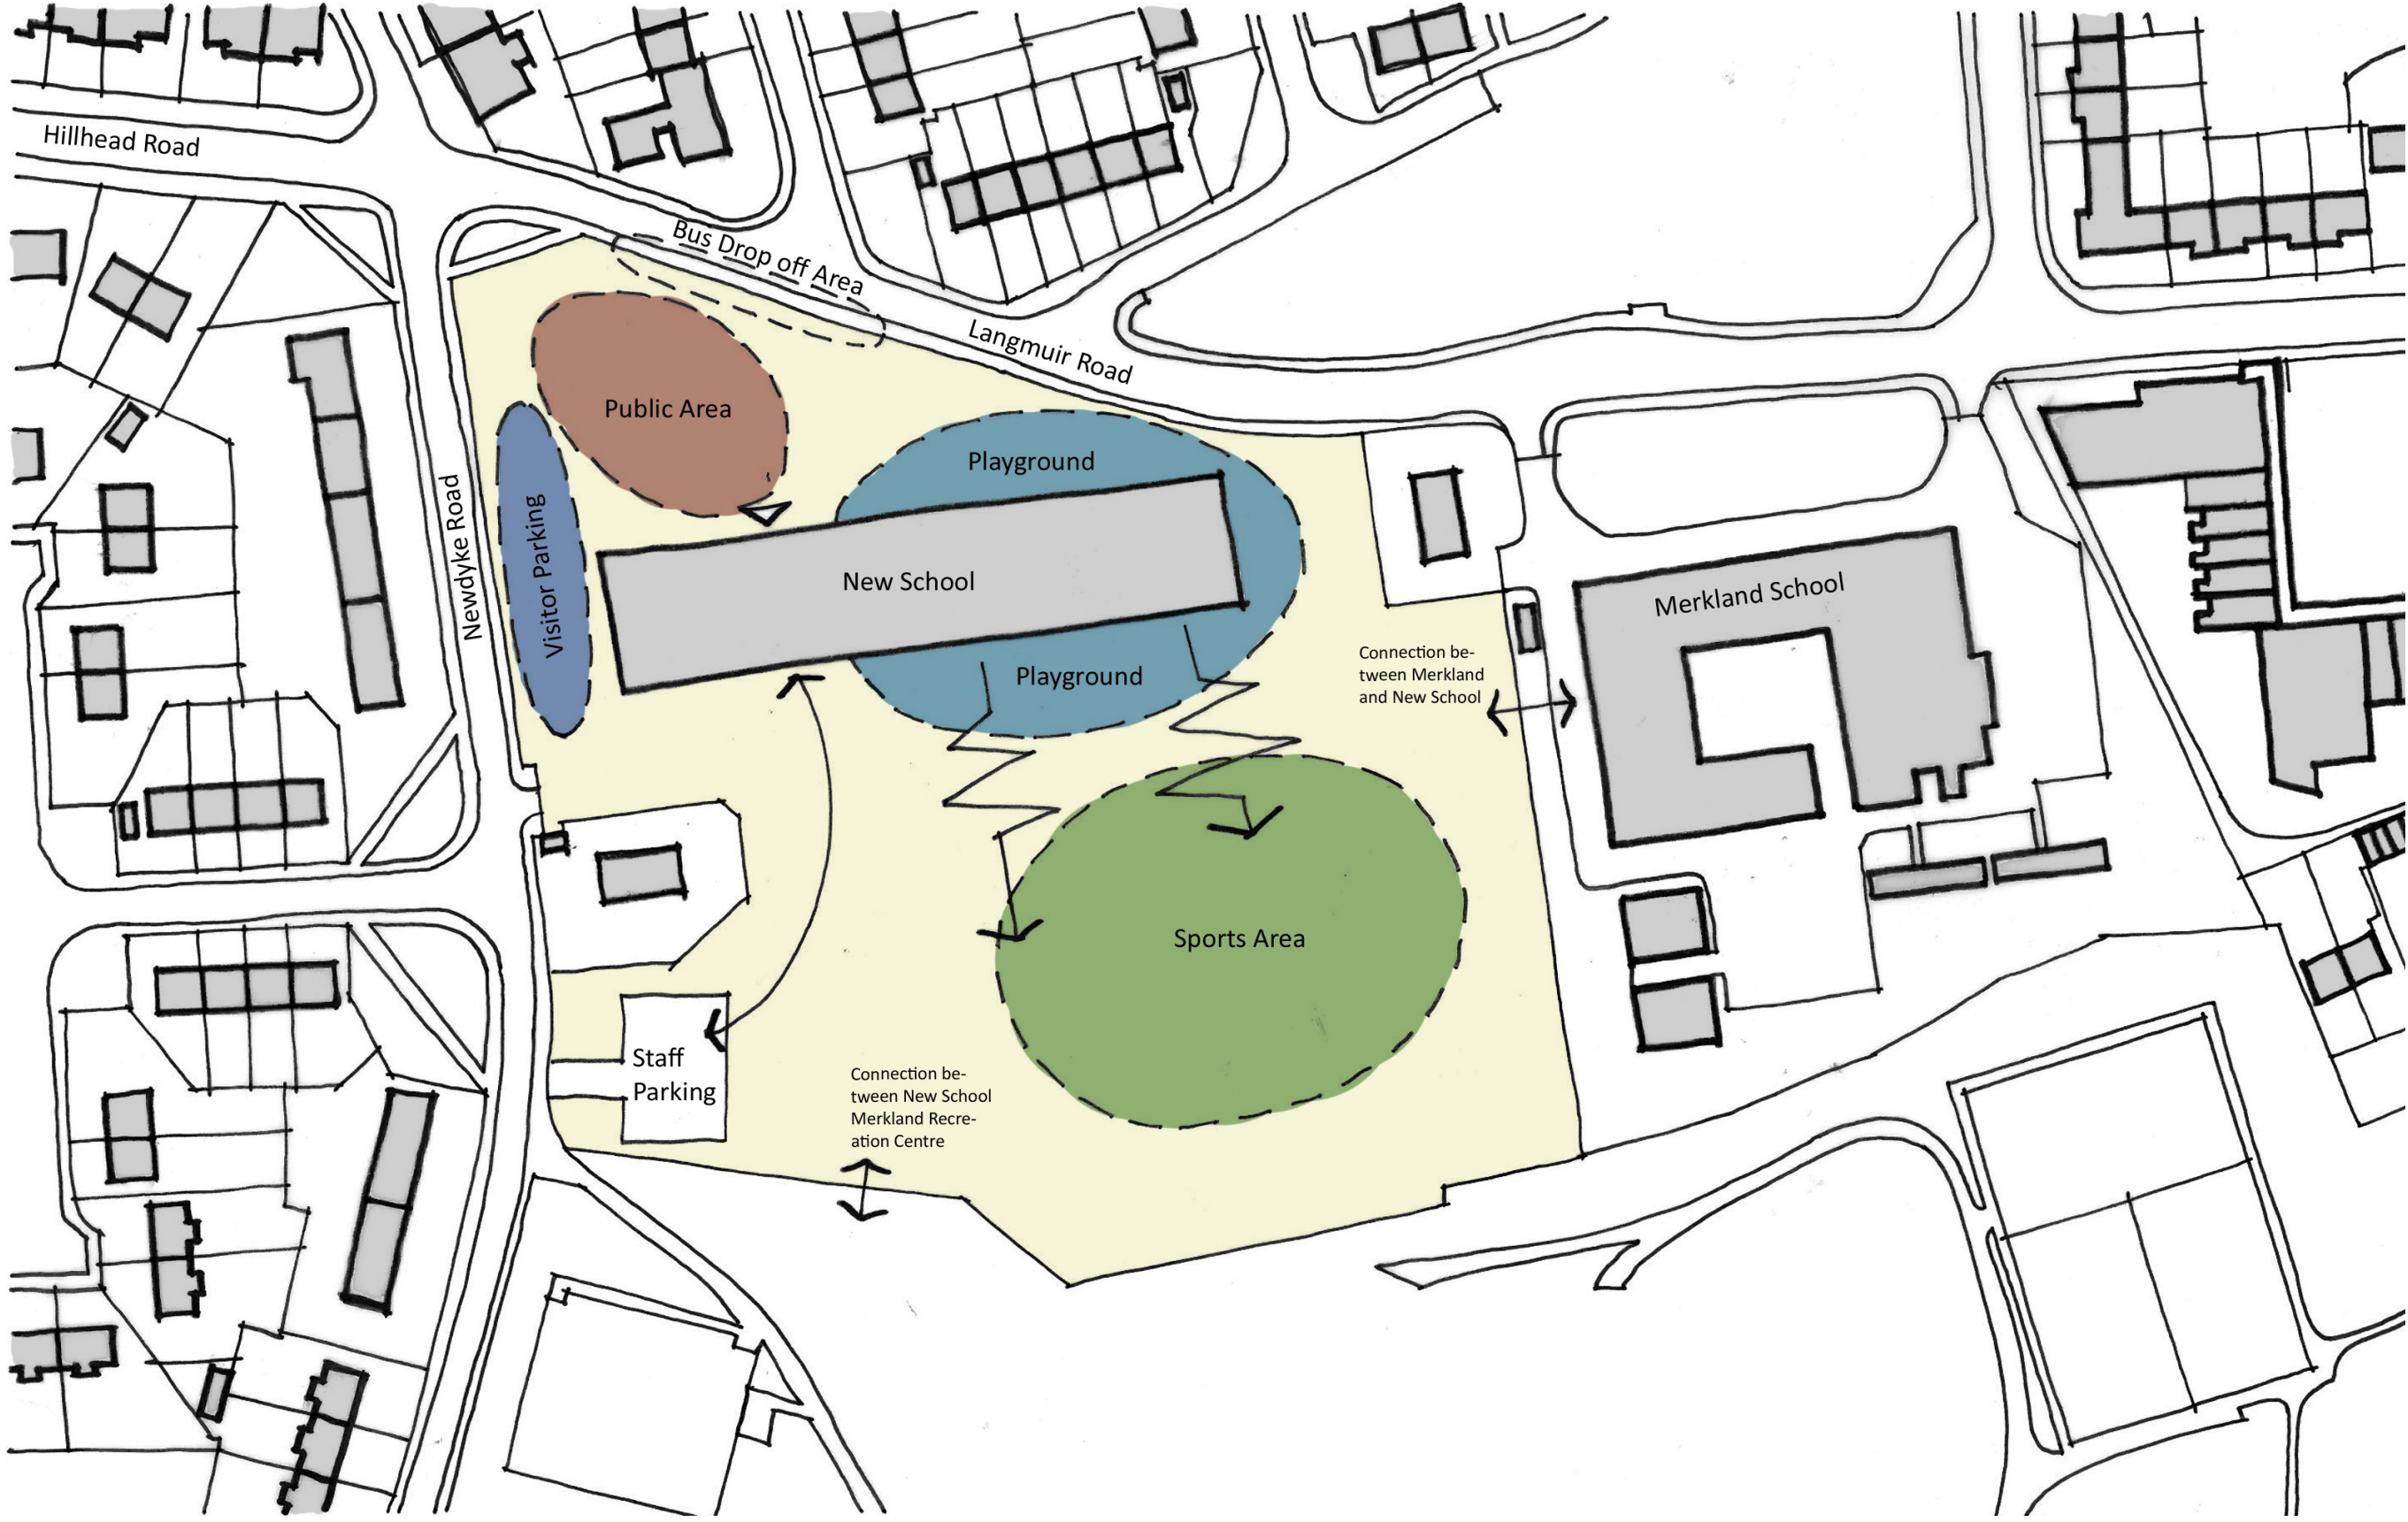 Hillhead Road
Bus Drop off Area
Langmuir Road
Public Area
Playground
Newdyke Road
Visitor Parking
New School
Merkland School
Playground
Connection be-
tween Merkland
and New School
Sports Area
Staff
Parking
Connection be-
tween New School
Merkland Recre-
ation Centre